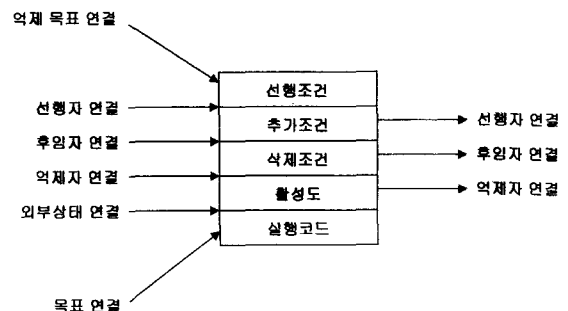 억제 목표 연결
선행자 연결
후임자 연결
억제자 연결
외부상태 연결
목표 연결
선행조건
추가조건
삭제조건
활성도
실행코드
선행자 연결
후임자 연결
억제자 연결